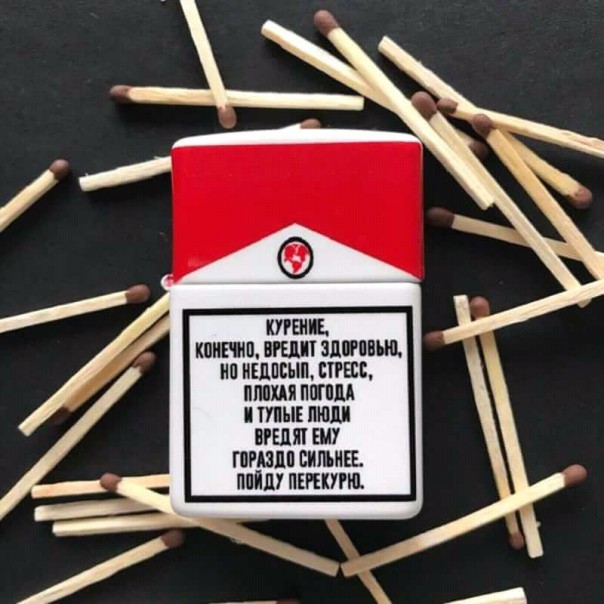 КУРЕНИЕ,
КОНЕЧНО, ВРЕДИТ ЗДОРОВЬЮ,
НО НЕДОСЫП, СТРЕСС,
ПЛОХАЯ ПОГОДА
И ТУПЫЕ ЛЮДИ
ВРЕДЯТ ЕМУ
ГОРАЗДО СИЛЬНЕЕ.
ПОЙДУ ПЕРЕКУРЮ.